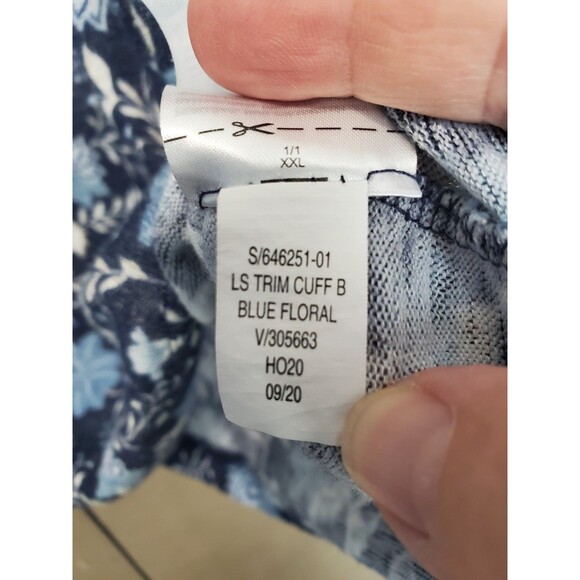 1/1
XXL
S/646251-01
LS TRIM CUFF B
BLUE FLORAL
V/305663
HO20
09/20